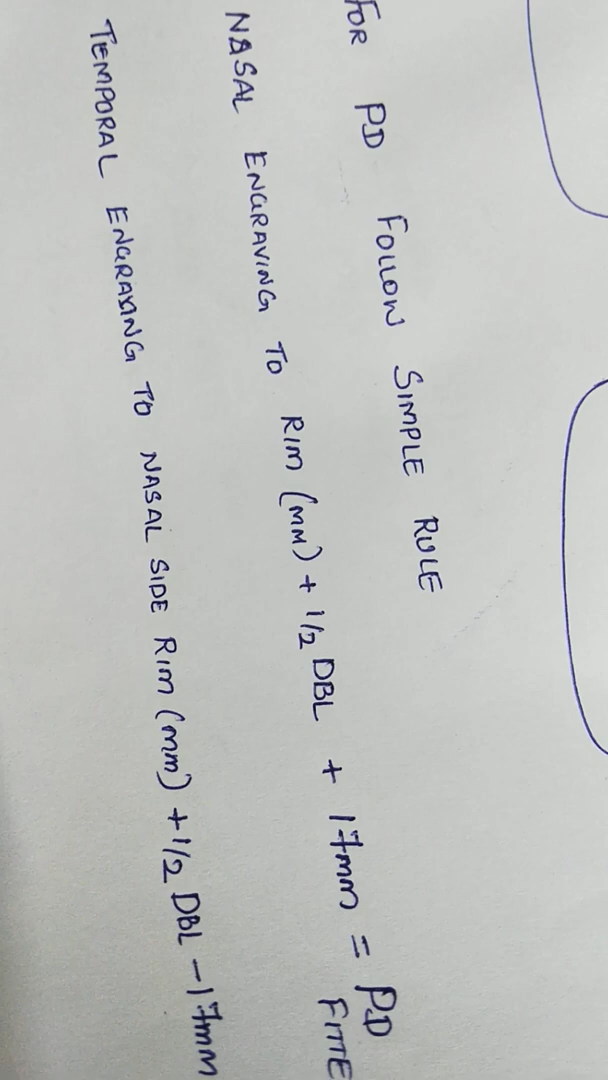 FOR PD FOLLOW SIMPLE RULE
NASAL ENGRAVING TO RIM (MM) + 1/2 DBL + 17mm = PD
FITTE
TEMPORAL ENGRAVING TO NASAL SIDE RIM (mm) + 1/2 DBL - 17mm